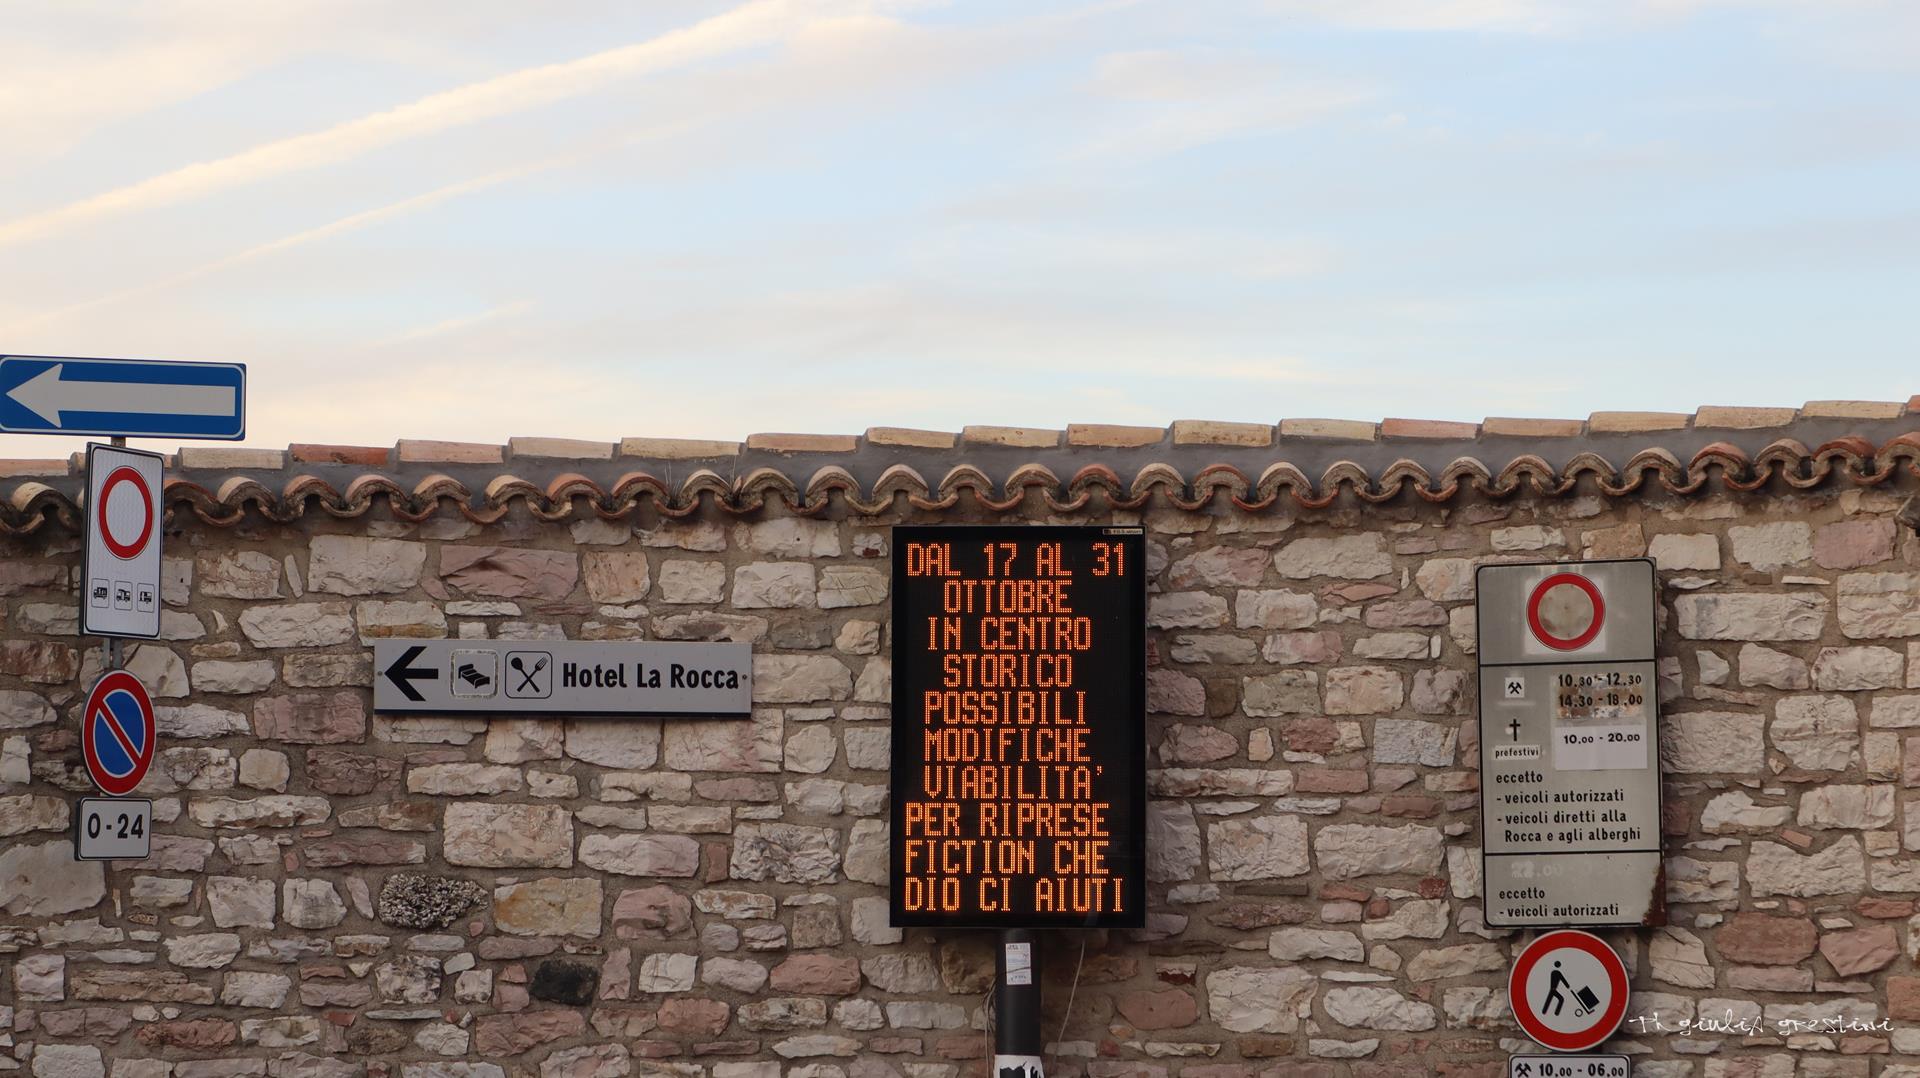 0-24
Hotel La Rocca
DAL 17 AL 31
OTTOBRE
IN CENTRO
STORICO
POSSIBILI
MODIFICHE
VIABILITA'
PER RIPRESE
FICTION CHE
DIO CI AIUTI
10.30-12.30
14.30-18.00
10.00-20.00
prefestivi
eccetto
-veicoli autorizzati
-veicoli diretti alla
Rocca e agli alberghi
eccetto
-veicoli autorizzati
10.00-06.00
Ph giulia grestini